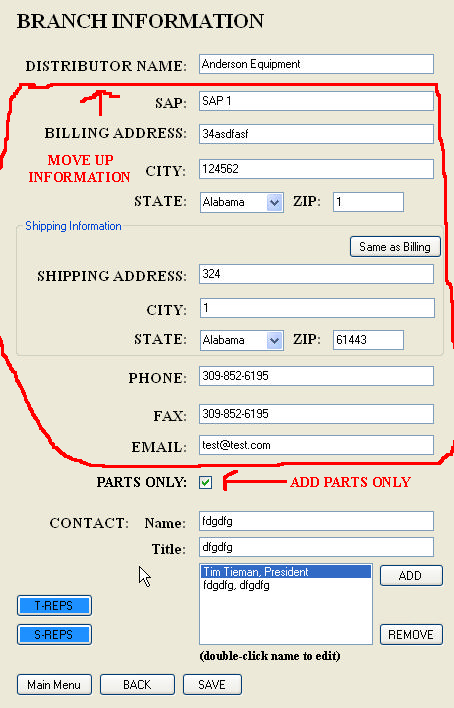 BRANCH INFORMATION
DISTRIBUTOR NAME: Anderson Equipment
SAP: SAP 1
BILLING ADDRESS: 34asdfasf
MOVE UP
INFORMATION
CITY: 124562
STATE: Alabama ZIP: 1
Shipping Information
Same as Billing
SHIPPING ADDRESS: 324
CITY: 1
STATE: Alabama ZIP: 61443
PHONE: 309-852-6195
FAX: 309-852-6195
EMAIL: test@test.com
PARTS ONLY: ADD PARTS ONLY
CONTACT: Name: fdgdfg
Title: dfgdfg
Tim Tieman, President ADD
fdgdfg, dfgdfg
T-REPS
S-REPS REMOVE
(double-click name to edit)
Main Menu BACK SAVE